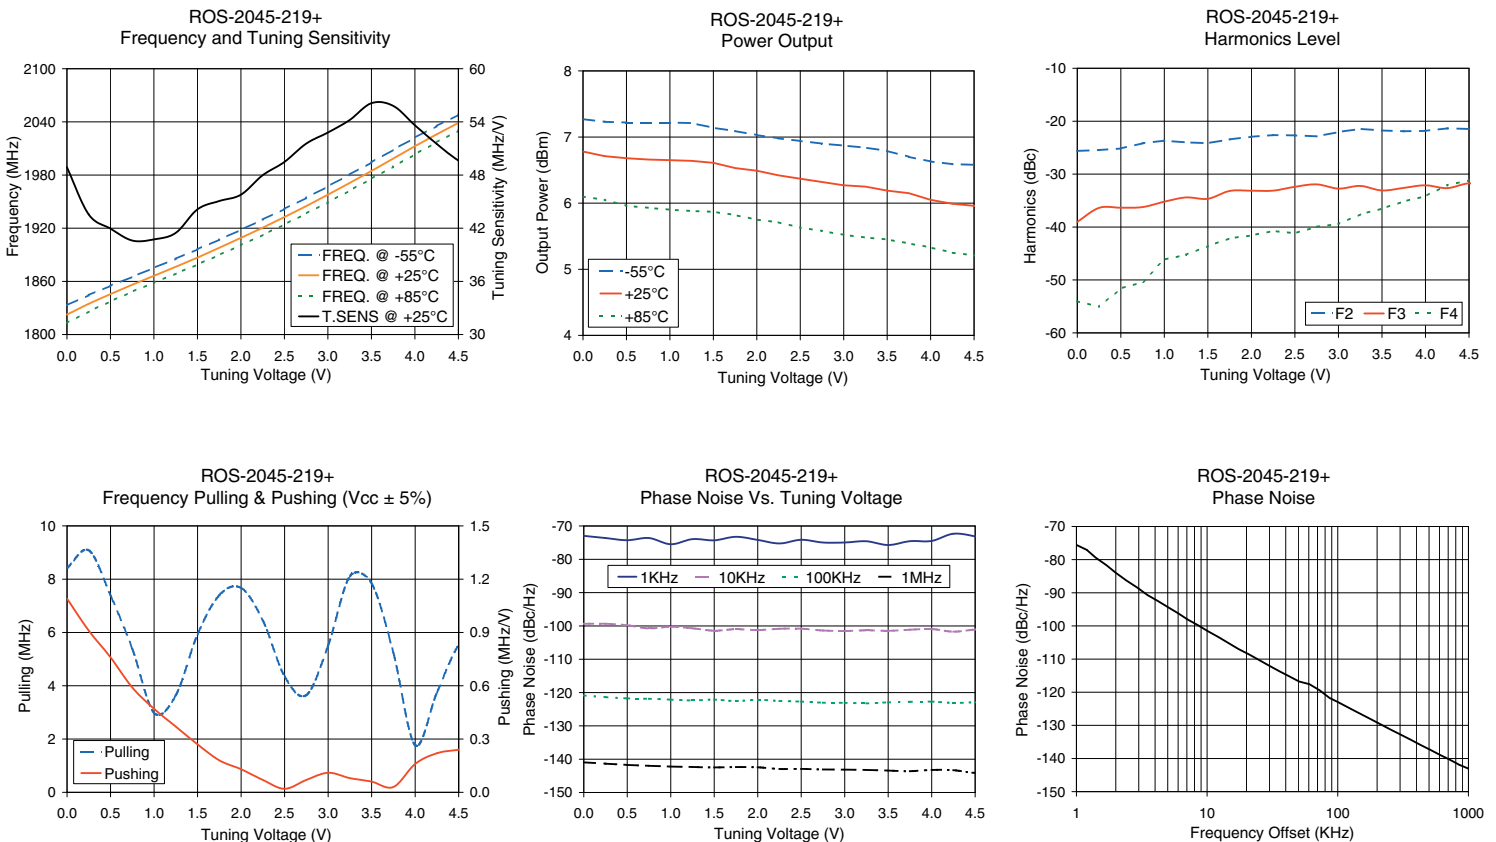 ROS-2045-219+
Frequency and Tuning Sensitivity
2100
2040
1980
1920
1860
1800
60
54
48
42
36
30
Frequency (MHz)
Tuning Sensitivity (MHz/V)
FREQ. @ -55°C
FREQ. @ +25°C
FREQ. @ +85°C
T.SENS @ +25°C
0.0 0.5 1.0 1.5 2.0 2.5 3.0 3.5 4.0 4.5
Tuning Voltage (V)
ROS-2045-219+
Power Output
8
7
6
5
4
Output Power (dBm)
-55°C
+25°C
+85°C
0.0 0.5 1.0 1.5 2.0 2.5 3.0 3.5 4.0 4.5
Tuning Voltage (V)
ROS-2045-219+
Harmonics Level
-10
-20
-30
-40
-50
-60
Harmonics (dBc)
F2 F3 F4
0.0 0.5 1.0 1.5 2.0 2.5 3.0 3.5 4.0 4.5
Tuning Voltage (V)
ROS-2045-219+
Frequency Pulling & Pushing (Vcc ± 5%)
10
8
6
4
2
0
1.5
1.2
0.9
0.6
0.3
0.0
Pulling (MHz)
Pushing (MHz/V)
Pulling
Pushing
0.0 0.5 1.0 1.5 2.0 2.5 3.0 3.5 4.0 4.5
Tuning Voltage (V)
ROS-2045-219+
Phase Noise Vs. Tuning Voltage
-70
-80
-90
-100
-110
-120
-130
-140
-150
Phase Noise (dBc/Hz)
1KHz 10KHz 100KHz 1MHz
0.0 0.5 1.0 1.5 2.0 2.5 3.0 3.5 4.0 4.5
Tuning Voltage (V)
ROS-2045-219+
Phase Noise
-70
-80
-90
-100
-110
-120
-130
-140
-150
Phase Noise (dBc/Hz)
1 10 100 1000
Frequency Offset (KHz)